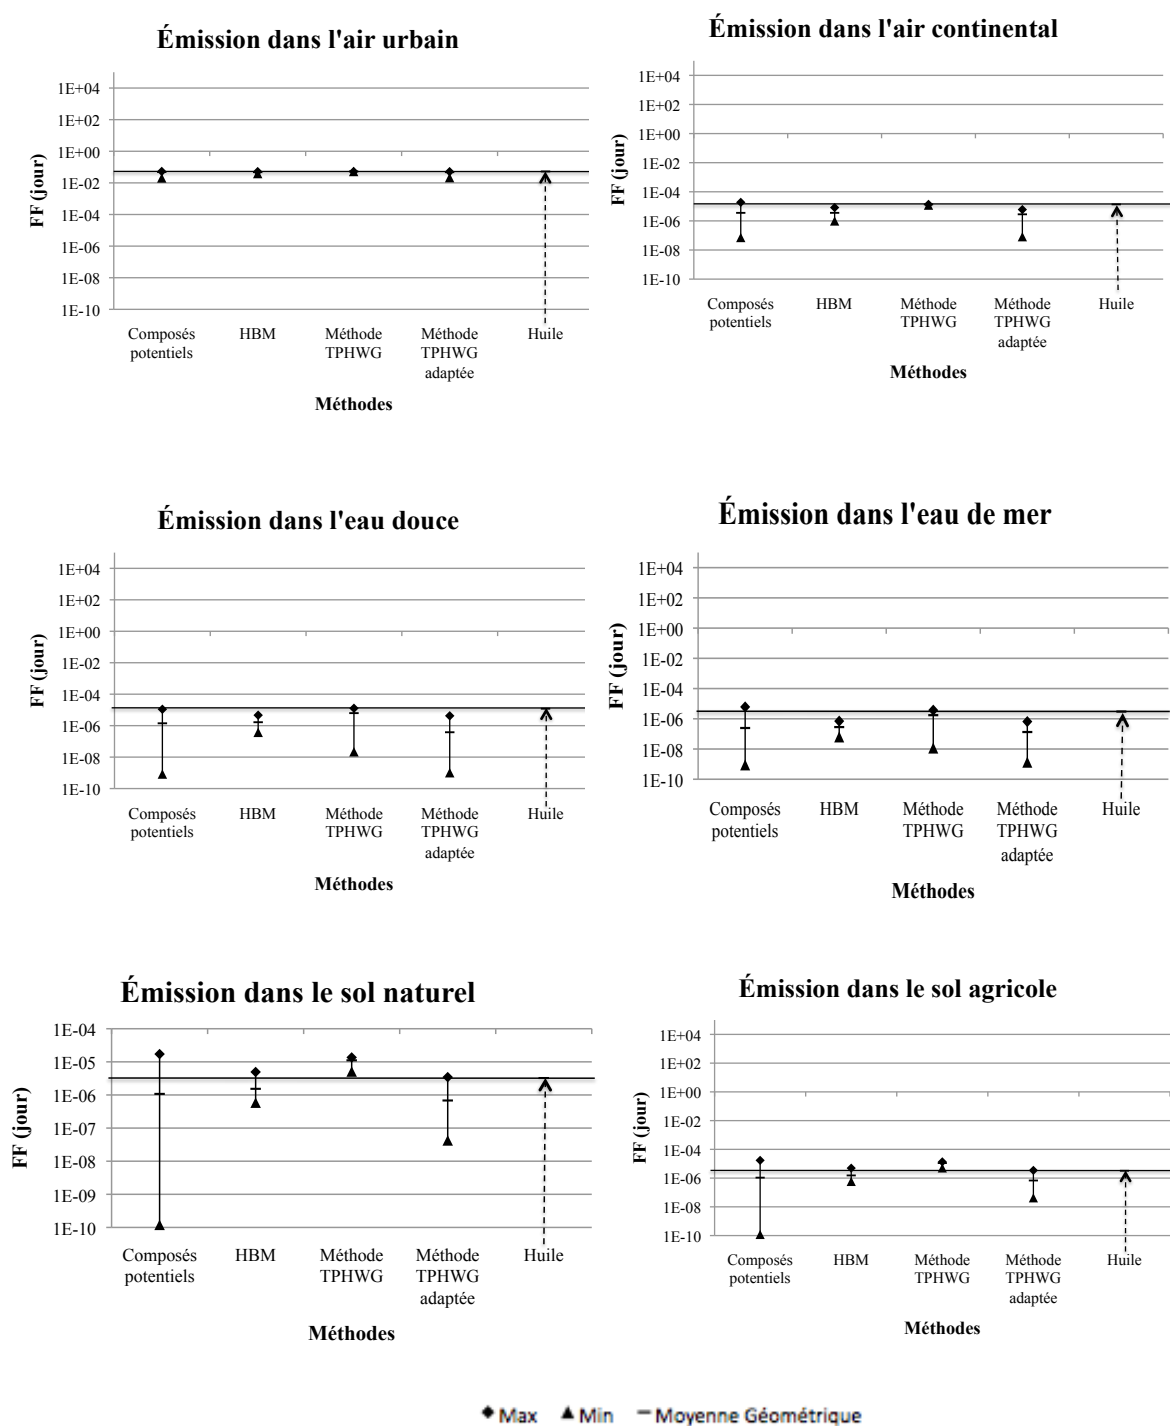 Émission dans l'air urbain
FF (jour)
1E+04
1E+02
1E+00
1E-02
1E-04
1E-06
1E-08
1E-10
Composés
potentiels
HBM
Méthode
TPHWG
Méthode
TPHWG
adaptée
Huile
Méthodes
Émission dans l'air continental
FF (jour)
1E+04
1E+02
1E+00
1E-02
1E-04
1E-06
1E-08
1E-10
Composés
potentiels
HBM
Méthode
TPHWG
Méthode
TPHWG
adaptée
Huile
Méthodes
Émission dans l'eau douce
FF (jour)
1E+04
1E+02
1E+00
1E-02
1E-04
1E-06
1E-08
1E-10
Composés
potentiels
HBM
Méthode
TPHWG
Méthode
TPHWG
adaptée
Huile
Méthodes
Émission dans l'eau de mer
FF (jour)
1E+04
1E+02
1E+00
1E-02
1E-04
1E-06
1E-08
1E-10
Composés
potentiels
HBM
Méthode
TPHWG
Méthode
TPHWG
adaptée
Huile
Méthodes
Émission dans le sol naturel
FF (jour)
1E-04
1E-05
1E-06
1E-07
1E-08
1E-09
1E-10
Composés
potentiels
HBM
Méthode
TPHWG
Méthode
TPHWG
adaptée
Huile
Méthodes
Émission dans le sol agricole
FF (jour)
1E+04
1E+02
1E+00
1E-02
1E-04
1E-06
1E-08
1E-10
Composés
potentiels
HBM
Méthode
TPHWG
Méthode
TPHWG
adaptée
Huile
Méthodes
Max Min Moyenne Géométrique